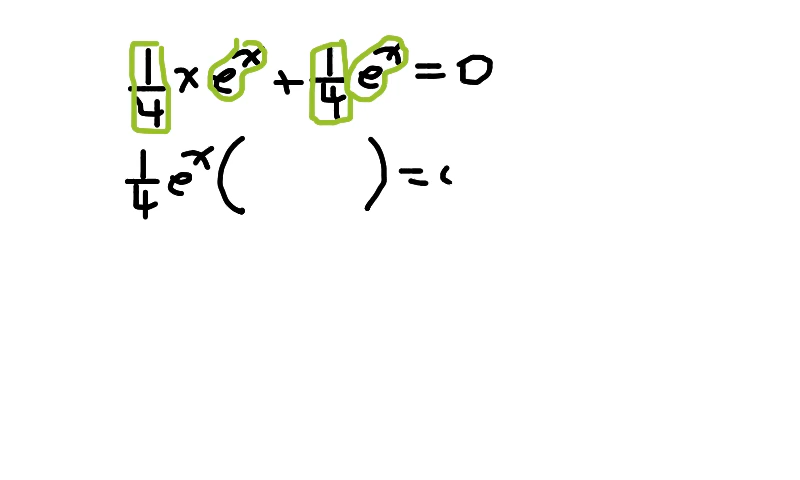 1/4 x e^x + 1/4 e^x = 0
1/4 e^x (        ) =